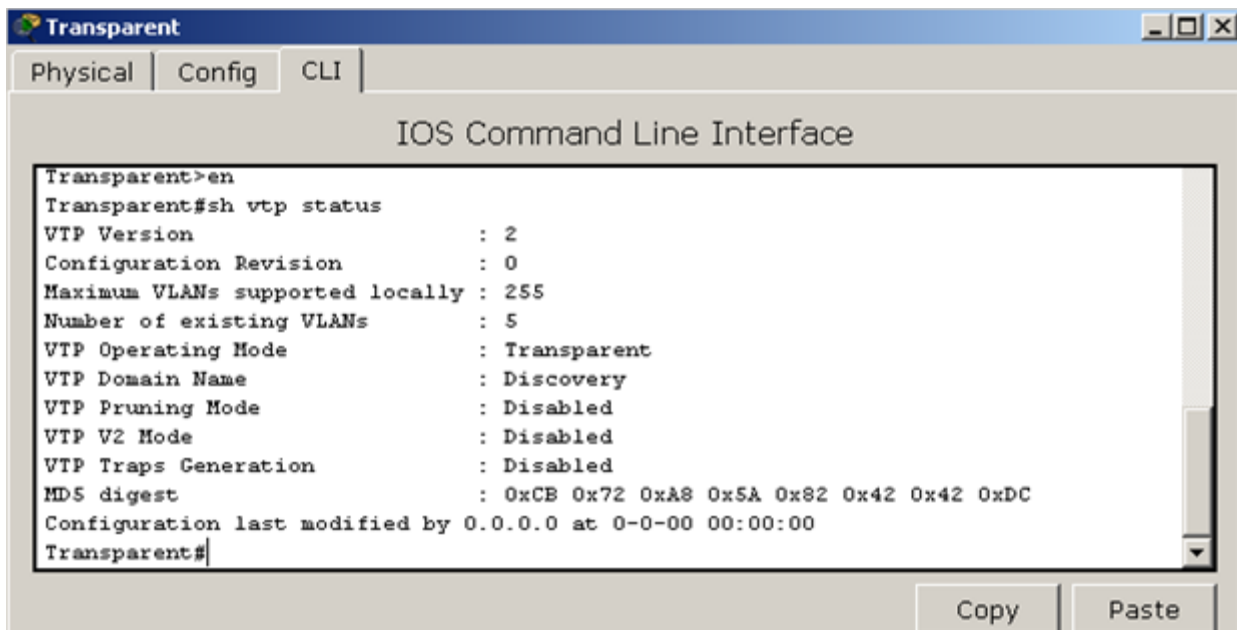 Transparent
Physical Config CLI
IOS Command Line Interface
Transparent>en
Transparent#sh vtp status
VTP Version : 2
Configuration Revision : 0
Maximum VLANs supported locally : 255
Number of existing VLANs : 5
VTP Operating Mode : Transparent
VTP Domain Name : Discovery
VTP Pruning Mode : Disabled
VTP V2 Mode : Disabled
VTP Traps Generation : Disabled
MD5 digest : 0xCB 0x72 0xA8 0x5A 0x82 0x42 0x42 0xDC
Configuration last modified by 0.0.0.0 at 0-0-00 00:00:00
Transparent#
Copy Paste